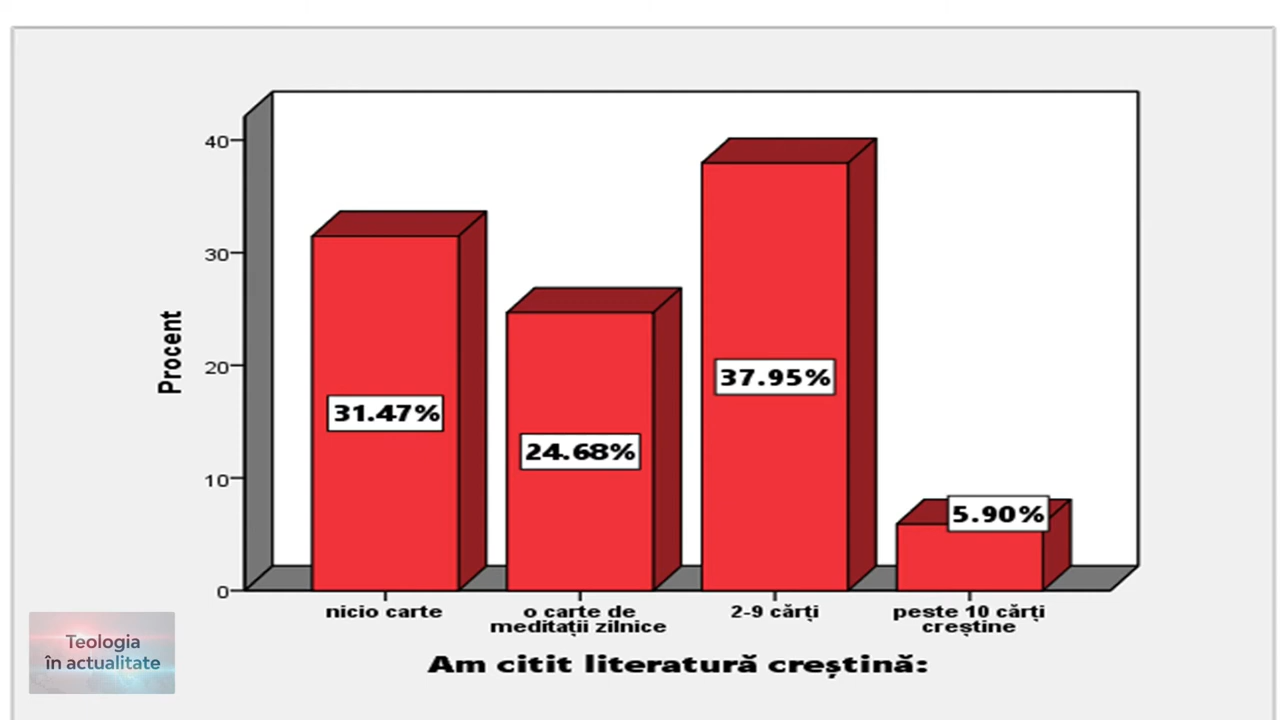 40
30
20
10
0
Procent
31.47%
24.68%
37.95%
5.90%
nicio carte
o carte de
meditații zilnice
2-9 cărți
peste 10 cărți
creștine
Am citit literatură creștină:
Teologia
în actualitate